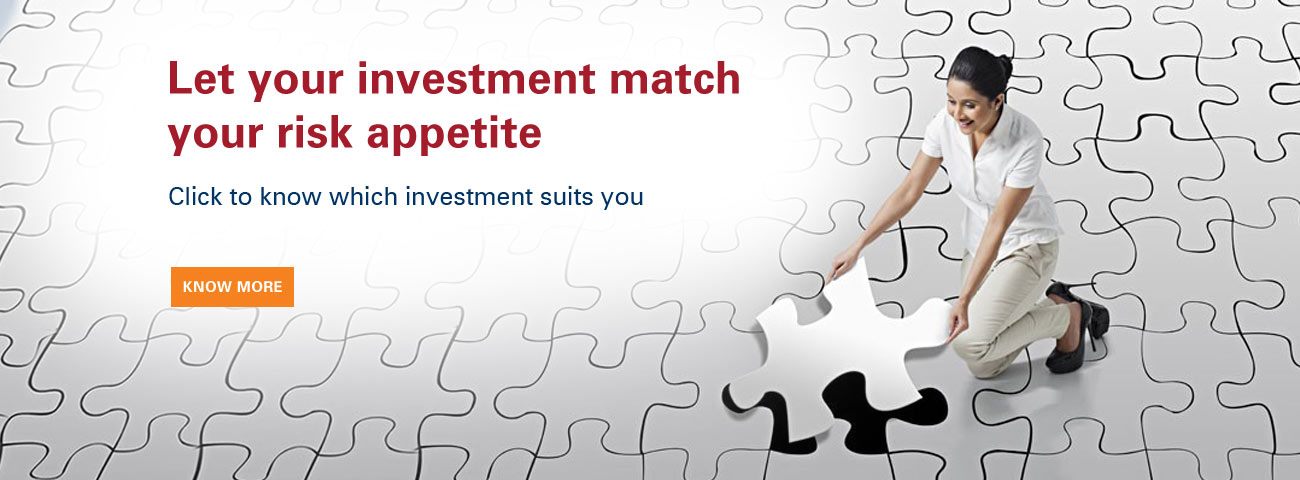 Let your investment match
your risk appetite
Click to know which investment suits you
KNOW MORE